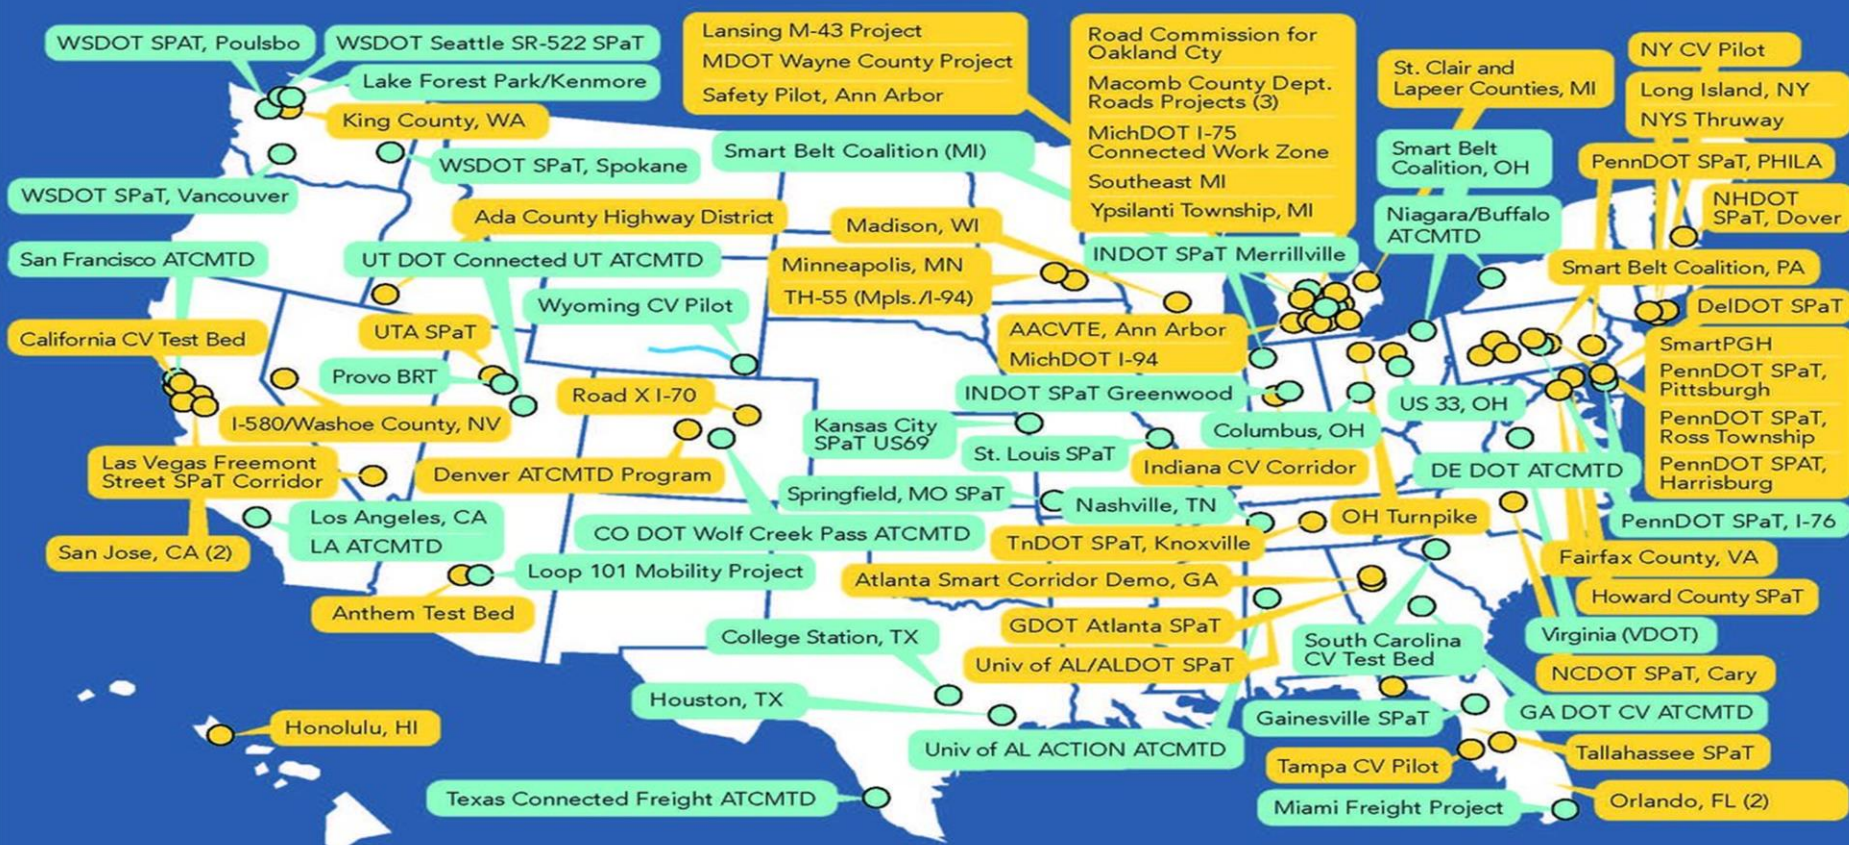 WSDOT SPAT, Poulsbo
WSDOT Seattle SR-522 SPaT
Lake Forest Park/Kenmore
King County, WA
WSDOT SPaT, Spokane
WSDOT SPaT, Vancouver
Lansing M-43 Project
MDOT Wayne County Project
Safety Pilot, Ann Arbor
Smart Belt Coalition (MI)
Road Commission for
Oakland Cty
Macomb County Dept.
Roads Projects (3)
MichDOT I-75
Connected Work Zone
Southeast MI
Ypsilanti Township, MI
St. Clair and
Lapeer Counties, MI
Smart Belt
Coalition, OH
Niagara/Buffalo
ATCMTD
NY CV Pilot
Long Island, NY
NYS Thruway
PennDOT SPaT, PHILA
NHDOT
SPaT, Dover
Smart Belt Coalition, PA
DelDOT SPaT
SmartPGH
PennDOT SPaT,
Pittsburgh
PennDOT SPaT,
Ross Township
PennDOT SPAT,
Harrisburg
PennDOT SPaT, I-76
Ada County Highway District
Madison, WI
San Francisco ATCMTD
UT DOT Connected UT ATCMTD
Minneapolis, MN
TH-55 (Mpls./I-94)
INDOT SPaT Merrillville
Wyoming CV Pilot
California CV Test Bed
UTA SPaT
AACVTE, Ann Arbor
MichDOT I-94
Provo BRT
Road X I-70
INDOT SPaT Greenwood
US 33, OH
I-580/Washoe County, NV
Kansas City
SPaT US69
St. Louis SPaT
Columbus, OH
Indiana CV Corridor
DE DOT ATCMTD
Las Vegas Freemont
Street SPaT Corridor
Denver ATCMTD Program
Springfield, MO SPaT
Nashville, TN
OH Turnpike
Los Angeles, CA
LA ATCMTD
San Jose, CA (2)
CO DOT Wolf Creek Pass ATCMTD
TnDOT SPaT, Knoxville
Fairfax County, VA
Loop 101 Mobility Project
Atlanta Smart Corridor Demo, GA
Howard County SPaT
Anthem Test Bed
GDOT Atlanta SPaT
College Station, TX
Univ of AL/ALDOT SPaT
South Carolina
CV Test Bed
Virginia (VDOT)
NCDOT SPaT, Cary
Houston, TX
Gainesville SPaT
GA DOT CV ATCMTD
Honolulu, HI
Univ of AL ACTION ATCMTD
Tampa CV Pilot
Tallahassee SPaT
Texas Connected Freight ATCMTD
Miami Freight Project
Orlando, FL (2)